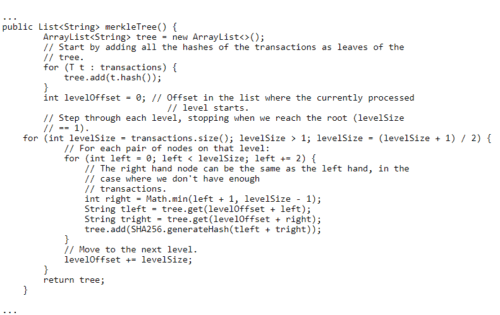 ...
public List<String> merkleTree() {
ArrayList<String> tree = new ArrayList<>();
// Start by adding all the hashes of the transactions as leaves of the
// tree.
for (T t : transactions) {
tree.add(t.hash());
}
int levelOffset = 0; // Offset in the list where the currently processed
// level starts.
// Step through each level, stopping when we reach the root (levelSize
// == 1).
for (int levelSize = transactions.size(); levelSize > 1; levelSize = (levelSize + 1) / 2) {
// For each pair of nodes on that level:
for (int left = 0; left < levelSize; left += 2) {
// The right hand node can be the same as the left hand, in the
// case where we don't have enough
// transactions.
int right = Math.min(left + 1, levelSize - 1);
String tleft = tree.get(levelOffset + left);
String tright = tree.get(levelOffset + right);
tree.add(SHA256.generateHash(tleft + tright));
}
// Move to the next level.
levelOffset += levelSize;
}
return tree;
}
...